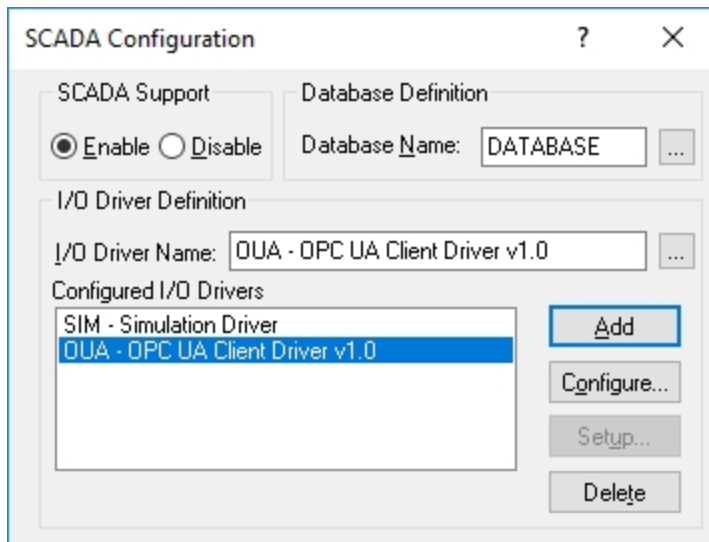 SCADA Configuration ? ×
SCADA Support
Enable Disable
Database Definition
Database Name: DATABASE ...
I/O Driver Definition
I/O Driver Name: OUA - OPC UA Client Driver v1.0 ...
Configured I/O Drivers
SIM - Simulation Driver
OUA - OPC UA Client Driver v1.0
Add
Configure...
Setup...
Delete